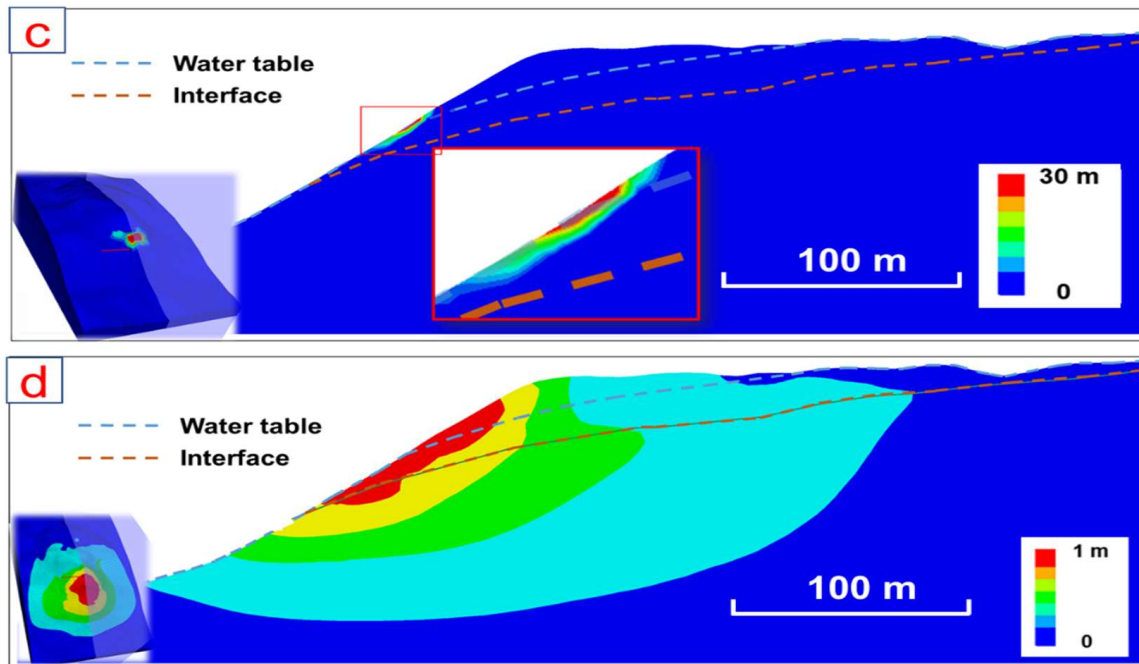 c
Water table
Interface
30 m
0
100 m
d
Water table
Interface
1 m
0
100 m